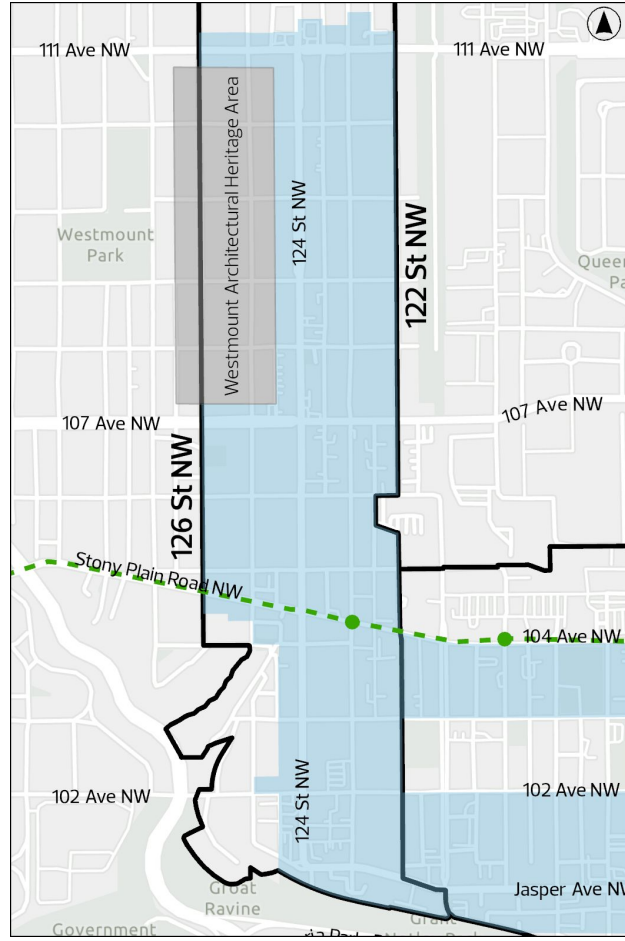 111 Ave NW
111 Ave NW
Westmount Architectural Heritage Area
124 St NW
122 St NW
Westmount
Park
Queen
Pa
107 Ave NW
107 Ave NW
126 St NW
Stony Plain Road NW
104 Ave NW
102 Ave NW
124 St NW
102 Ave NW
Groat
Ravine
Jasper Ave NW
Government